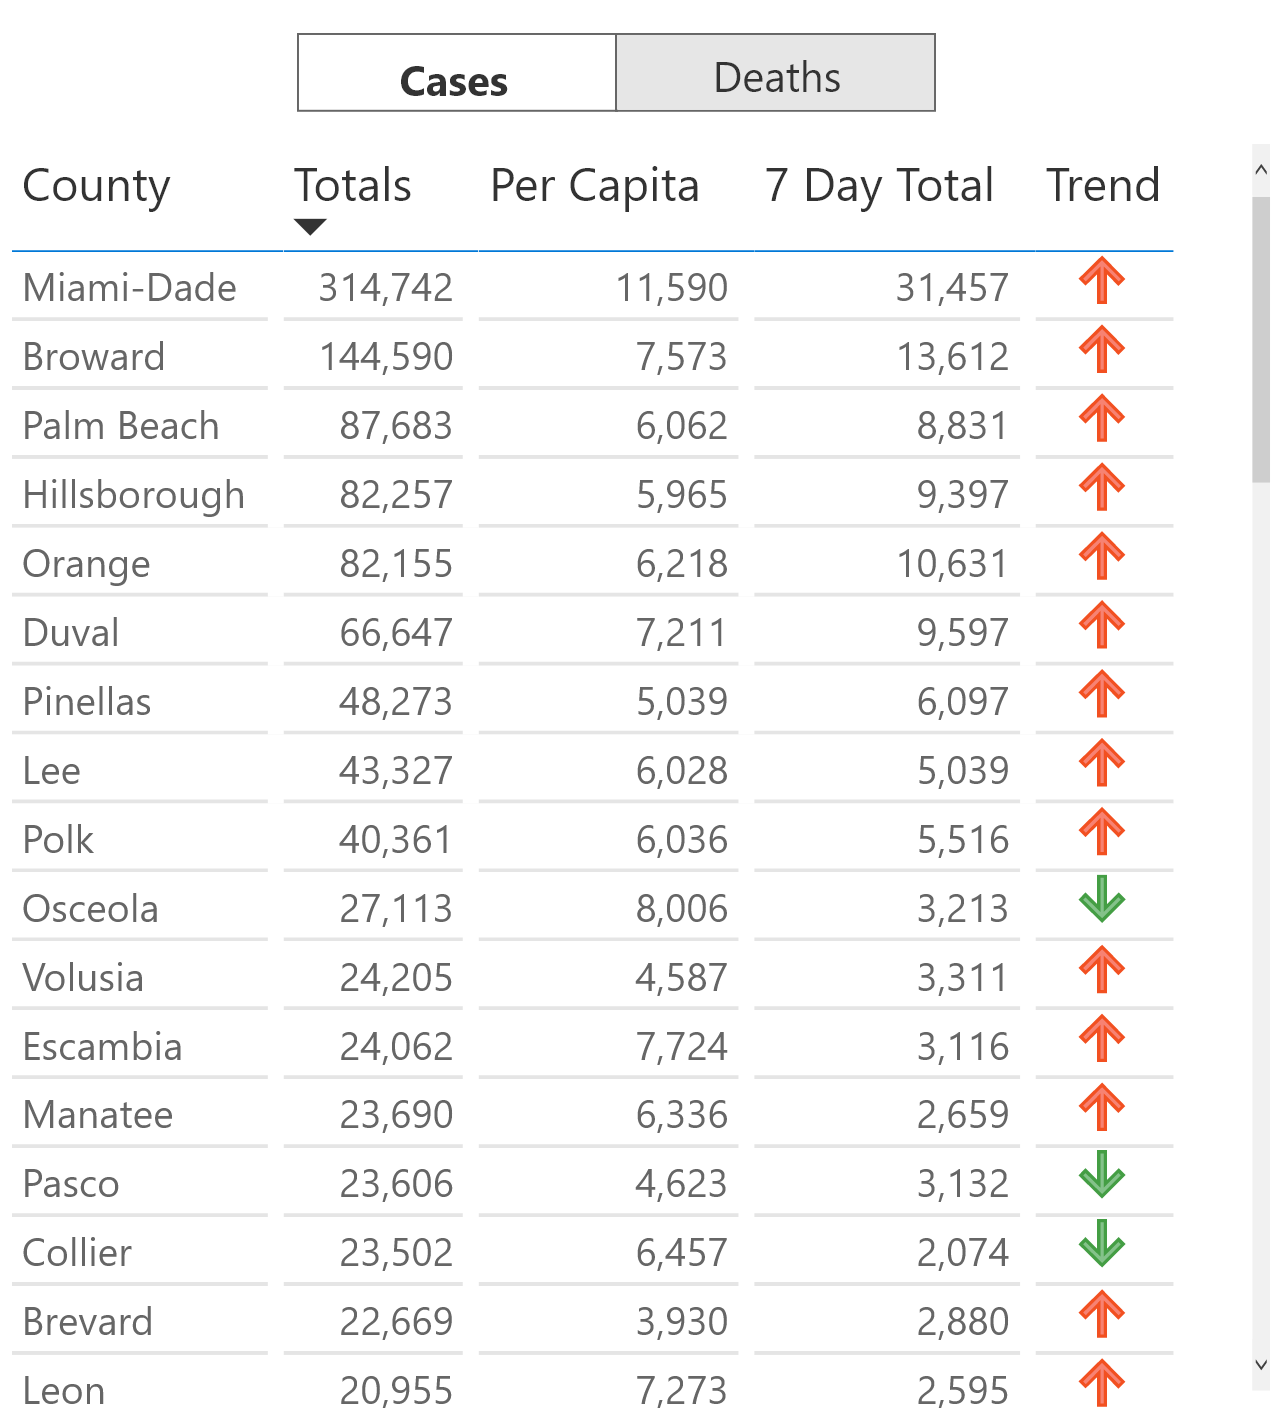 Cases Deaths
County Totals Per Capita 7 Day Total Trend
Miami-Dade 314,742 11,590 31,457
Broward 144,590 7,573 13,612
Palm Beach 87,683 6,062 8,831
Hillsborough 82,257 5,965 9,397
Orange 82,155 6,218 10,631
Duval 66,647 7,211 9,597
Pinellas 48,273 5,039 6,097
Lee 43,327 6,028 5,039
Polk 40,361 6,036 5,516
Osceola 27,113 8,006 3,213
Volusia 24,205 4,587 3,311
Escambia 24,062 7,724 3,116
Manatee 23,690 6,336 2,659
Pasco 23,606 4,623 3,132
Collier 23,502 6,457 2,074
Brevard 22,669 3,930 2,880
Leon 20,955 7,273 2,595